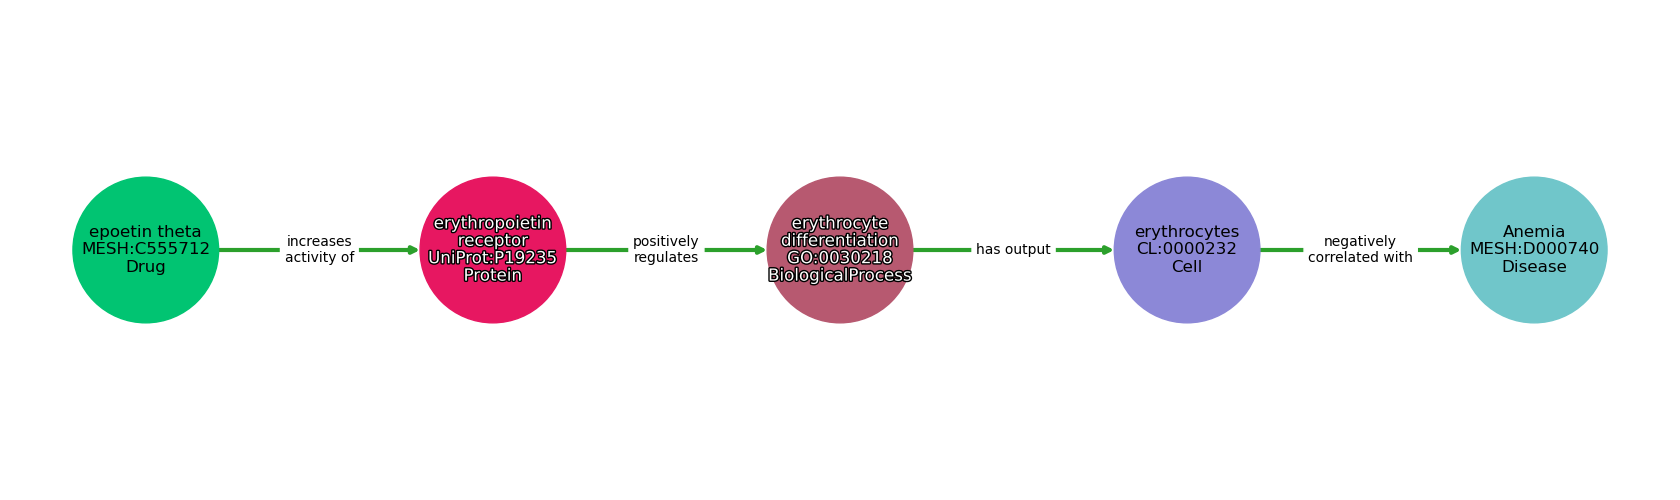 epoetin theta
MESH:C555712
Drug
increases
activity of
erythropoietin
receptor
UniProt:P19235
Protein
positively
regulates
erythrocyte
differentiation
GO:0030218
BiologicalProcess
has output
erythrocytes
CL:0000232
Cell
negatively
correlated with
Anemia
MESH:D000740
Disease